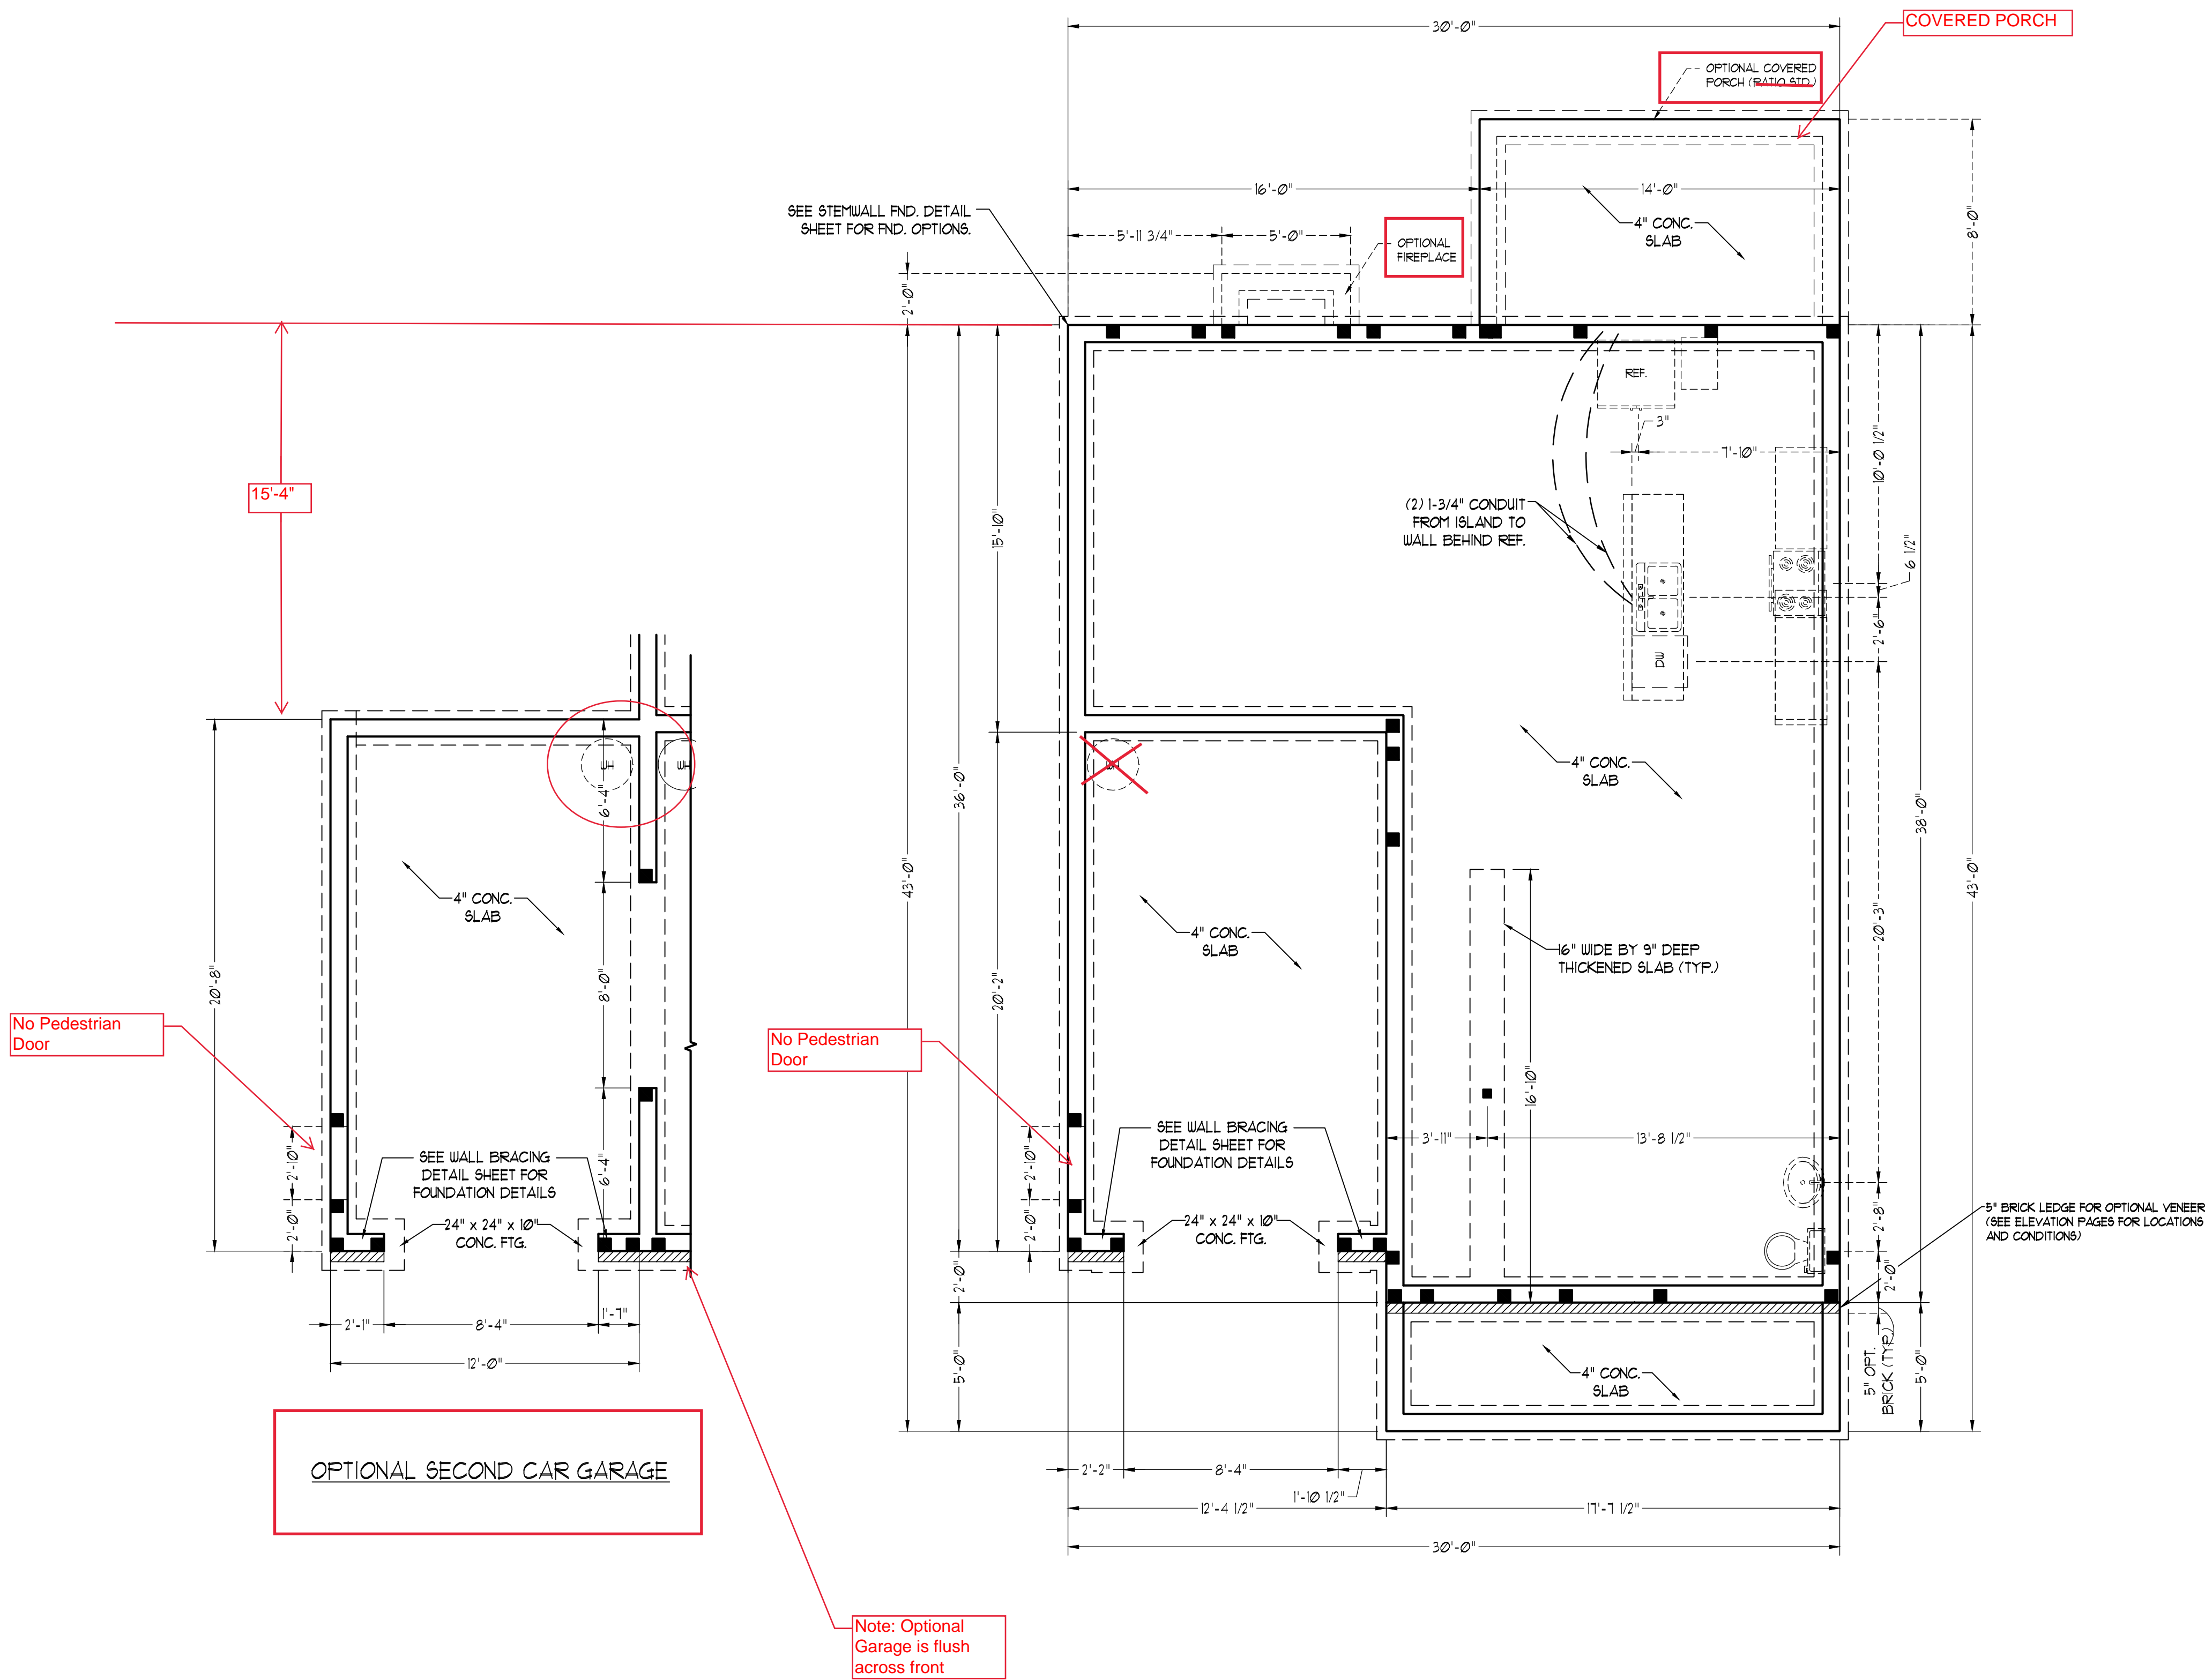 30'-0"
COVERED PORCH
OPTIONAL COVERED
PORCH (PATIO STD.)
16'-0"
14'-0"
SEE STEMWALL FND. DETAIL
SHEET FOR FND. OPTIONS.
4" CONC.
SLAB
8'-0"
5'-11 3/4"
5'-0"
OPTIONAL
FIREPLACE
2'-0"
REF.
3"
7'-10"
10'-0 1/2"
15'-4"
(2) 1-3/4" CONDUIT
FROM ISLAND TO
WALL BEHIND REF.
15'-10"
6 1/2"
2'-6"
DW
WH
WH
WH
6'-4"
4" CONC.
SLAB
36'-0"
38'-0"
43'-0"
43'-0"
4" CONC.
SLAB
4" CONC.
SLAB
20'-3"
16" WIDE BY 9" DEEP
THICKENED SLAB (TYP.)
20'-8"
8'-0"
20'-2"
No Pedestrian
Door
No Pedestrian
Door
16'-10"
SEE WALL BRACING
DETAIL SHEET FOR
FOUNDATION DETAILS
SEE WALL BRACING
DETAIL SHEET FOR
FOUNDATION DETAILS
3'-11"
13'-8 1/2"
2'-10"
6'-4"
2'-10"
2'-0"
24" x 24" x 10"
CONC. FTG.
2'-0"
24" x 24" x 10"
CONC. FTG.
2'-8"
5" BRICK LEDGE FOR OPTIONAL VENEER
(SEE ELEVATION PAGES FOR LOCATIONS
AND CONDITIONS)
2'-0"
2'-0"
2'-1"
8'-4"
1'-7"
12'-0"
5'-0"
4" CONC.
SLAB
5" OPT.
BRICK (TYP.)
5'-0"
OPTIONAL SECOND CAR GARAGE
2'-2"
8'-4"
1'-10 1/2"
12'-4 1/2"
17'-7 1/2"
30'-0"
Note: Optional
Garage is flush
across front